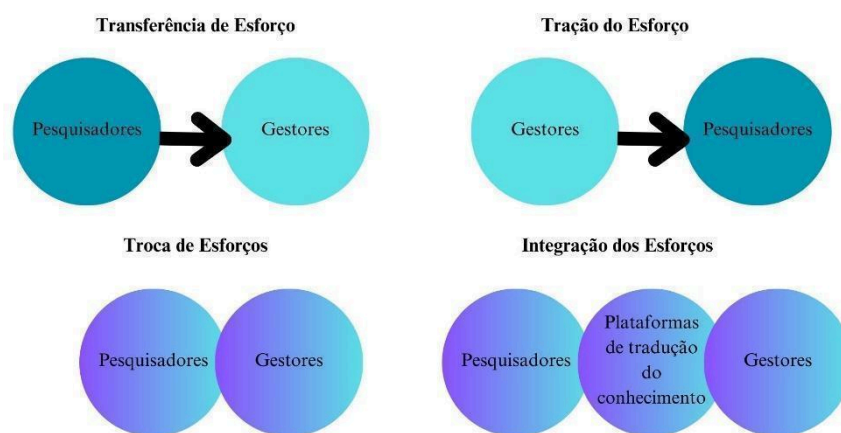 Transferência de Esforço
Pesquisadores
Gestores
Tração do Esforço
Gestores
Pesquisadores
Troca de Esforços
Pesquisadores
Gestores
Integração dos Esforços
Pesquisadores
Plataformas
de tradução
do
conhecimento
Gestores